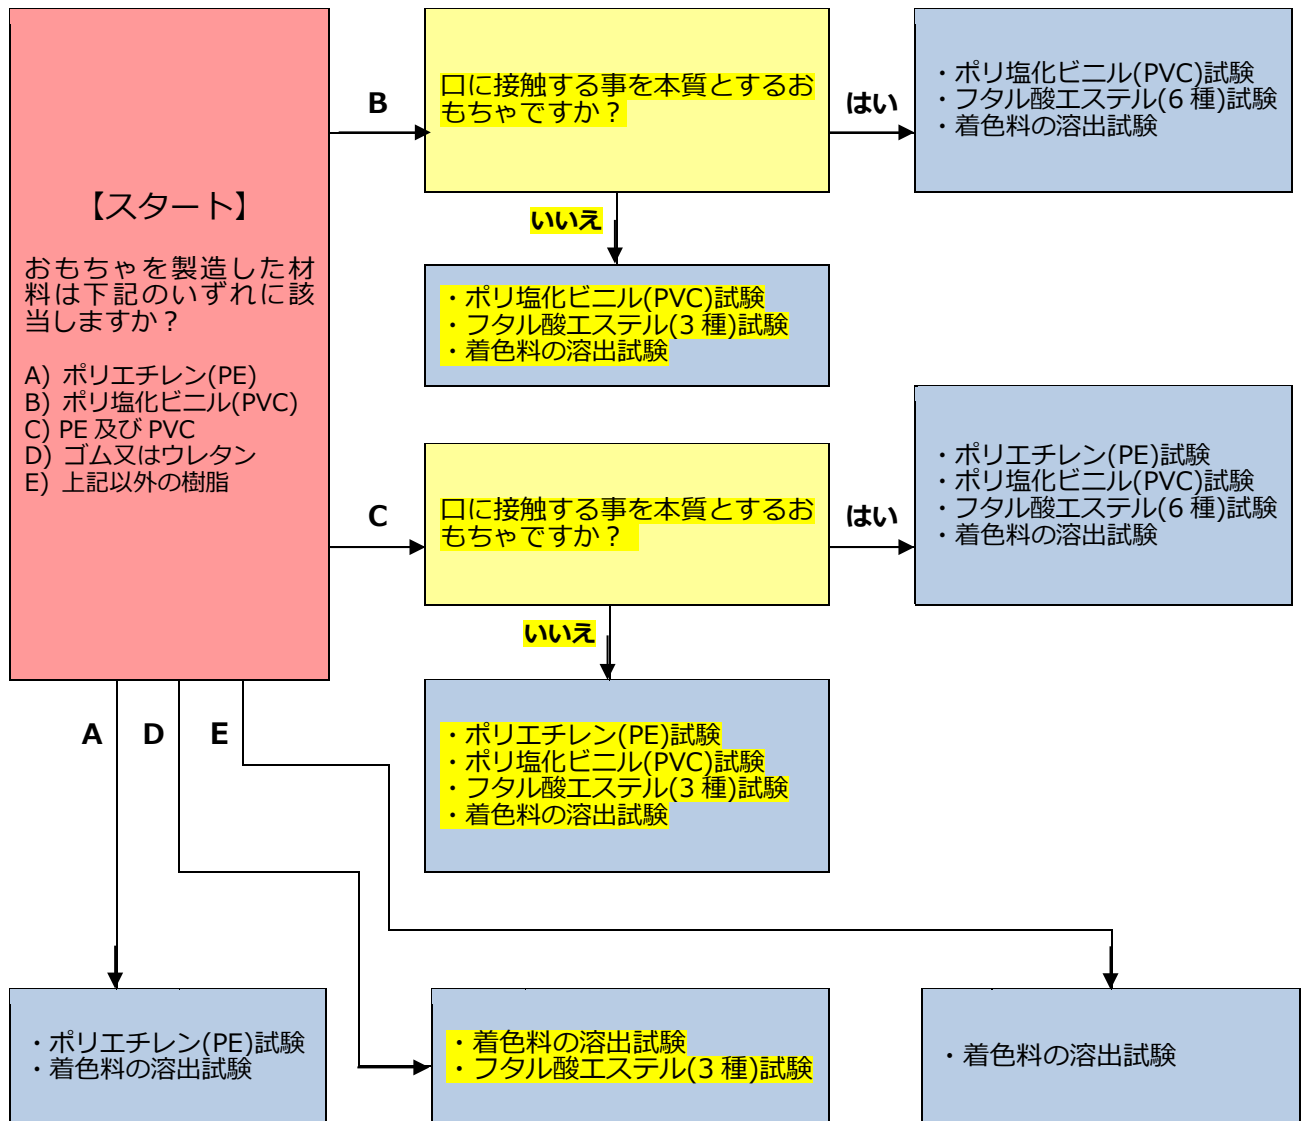 【スタート】
おもちゃを製造した材
料は下記のいずれに該
当しますか？
A) ポリエチレン(PE)
B) ポリ塩化ビニル(PVC)
C) PE 及び PVC
D) ゴム又はウレタン
E) 上記以外の樹脂
B
口に接触する事を本質とするお
もちゃですか？
はい
・ポリ塩化ビニル(PVC)試験
・フタル酸エステル(6 種)試験
・着色料の溶出試験
いいえ
・ポリ塩化ビニル(PVC)試験
・フタル酸エステル(3 種)試験
・着色料の溶出試験
C
口に接触する事を本質とするお
もちゃですか？
はい
・ポリエチレン(PE)試験
・ポリ塩化ビニル(PVC)試験
・フタル酸エステル(6 種)試験
・着色料の溶出試験
いいえ
・ポリエチレン(PE)試験
・ポリ塩化ビニル(PVC)試験
・フタル酸エステル(3 種)試験
・着色料の溶出試験
A
D
E
・ポリエチレン(PE)試験
・着色料の溶出試験
・着色料の溶出試験
・フタル酸エステル(3 種)試験
・着色料の溶出試験